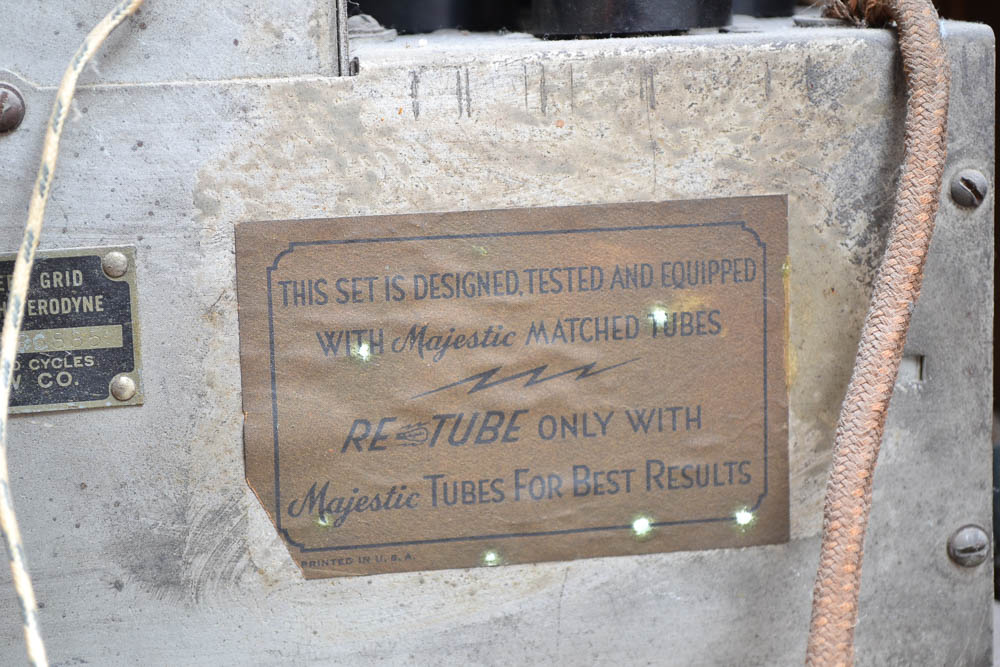 GRID
ERODYNE
CYCLES
CO.
THIS SET IS DESIGNED, TESTED AND EQUIPPED
WITH Majestic MATCHED TUBES
RE-TUBE ONLY WITH
Majestic TUBES FOR BEST RESULTS
PRINTED IN U.S.A.